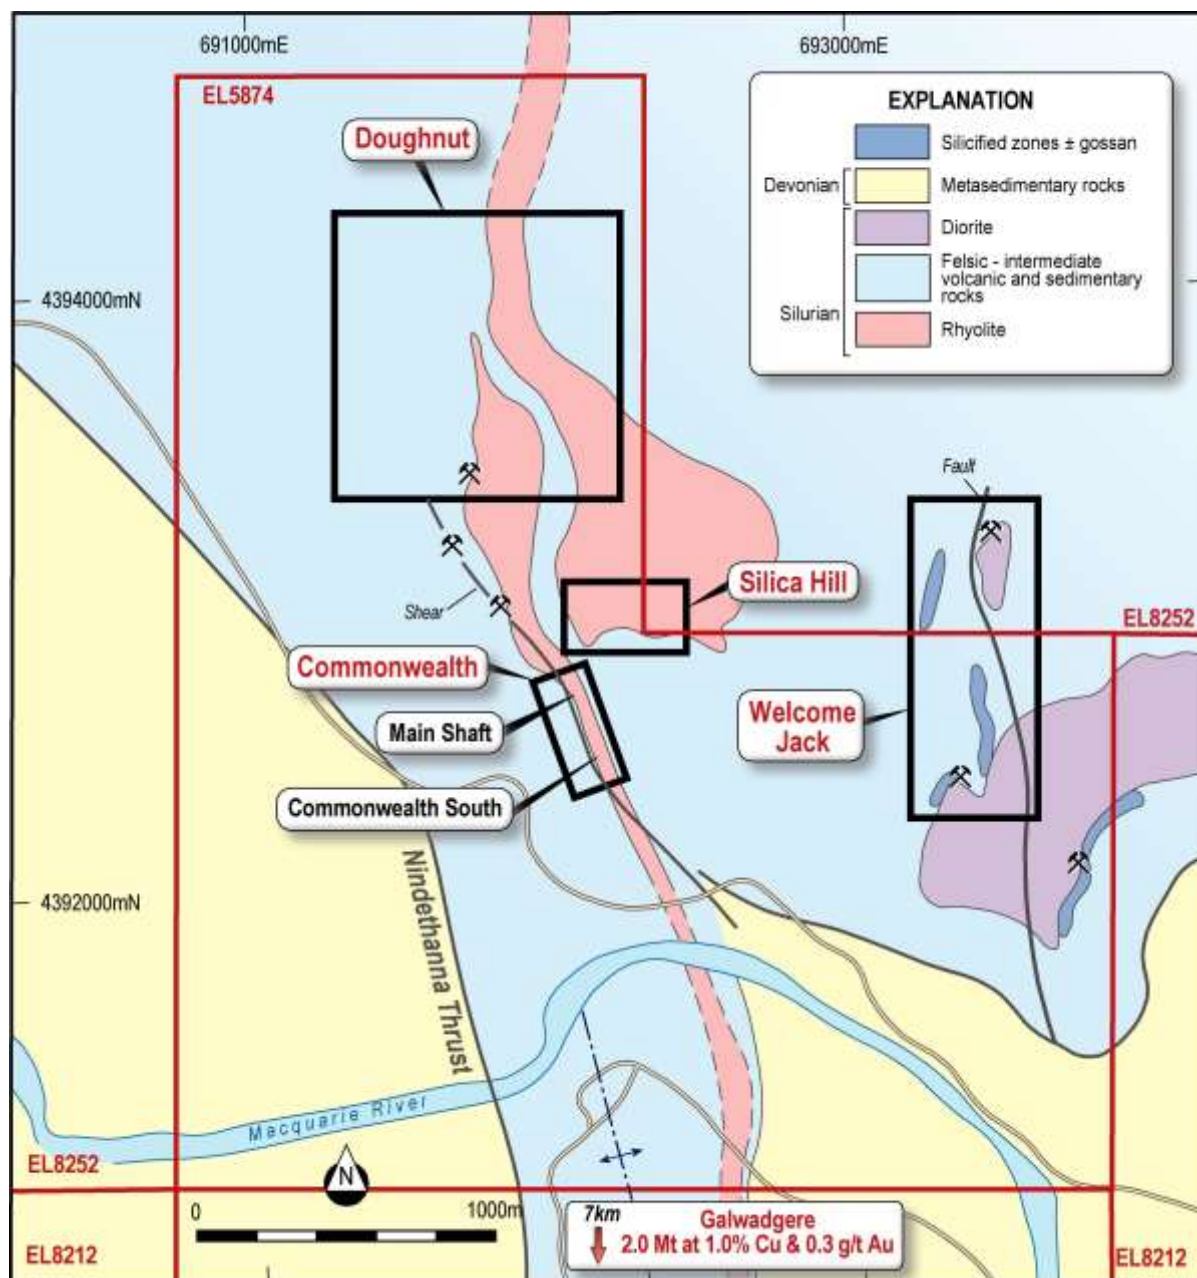 691000mE
693000mE
EL5874
EXPLANATION
Silicified zones ± gossan
Devonian
Metasedimentary rocks
Diorite
Felsic - intermediate
volcanic and sedimentary
rocks
Silurian
Rhyolite
Doughnut
4394000mN
Fault
Shear
Silica Hill
EL8252
Commonwealth
Main Shaft
Welcome
Jack
Commonwealth South
4392000mN
Nindethanna Thrust
Macquarie River
EL8252
N
0
1000m
7km
Galwadgere
2.0 Mt at 1.0% Cu & 0.3 g/t Au
EL8212
EL8212